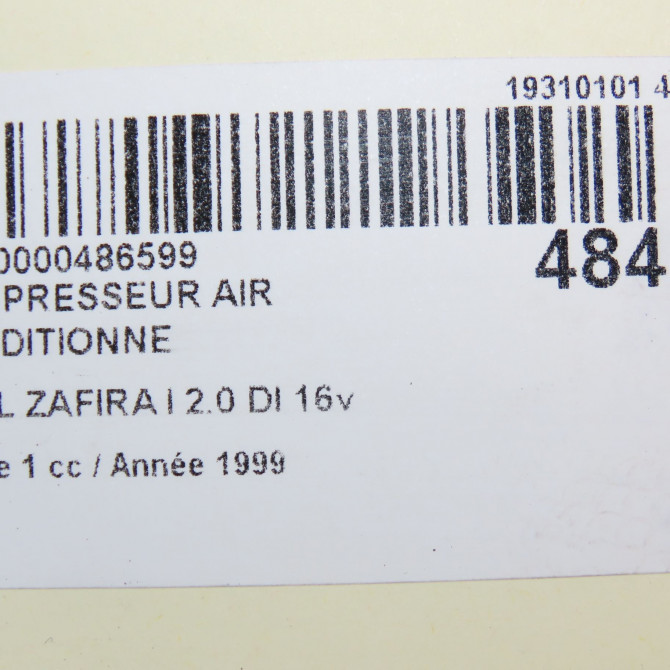 19310101 4
0000486599
484
PRESSEUR AIR
DITIONNE
L ZAFIRA I 2.0 DI 16v
e 1 cc / Année 1999